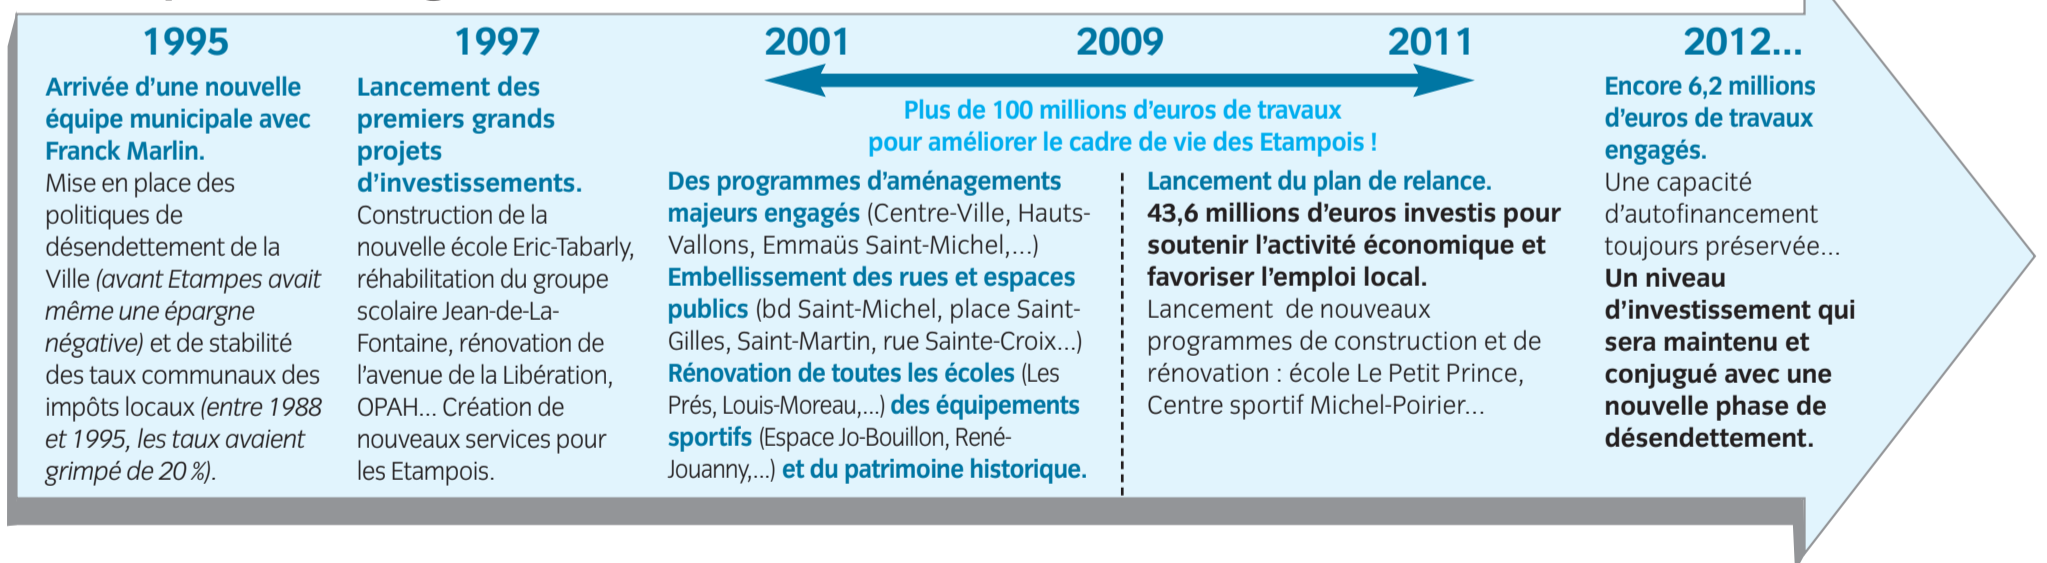 1995
Arrivée d’une nouvelle
équipe municipale avec
Franck Marlin.
Mise en place des
politiques de
désendettement de la
Ville (avant Etampes avait
même une épargne
négative) et de stabilité
des taux communaux des
impôts locaux (entre 1988
et 1995, les taux avaient
grimpé de 20 %).
1997
Lancement des
premiers grands
projets
d’investissements.
Construction de la
nouvelle école Eric-Tabarly,
réhabilitation du groupe
scolaire Jean-de-La-
Fontaine, rénovation de
l’avenue de la Libération,
OPAH... Création de
nouveaux services pour
les Etampois.
2001 2009 2011
Plus de 100 millions d’euros de travaux
pour améliorer le cadre de vie des Etampois !
Des programmes d’aménagements
majeurs engagés (Centre-Ville, Hauts-
Vallons, Emmaüs Saint-Michel,...)
Embellissement des rues et espaces
publics (bd Saint-Michel, place Saint-
Gilles, Saint-Martin, rue Sainte-Croix...)
Rénovation de toutes les écoles (Les
Prés, Louis-Moreau,...) des équipements
sportifs (Espace Jo-Bouillon, René-
Jouanny,...) et du patrimoine historique.
Lancement du plan de relance.
43,6 millions d’euros investis pour
soutenir l’activité économique et
favoriser l’emploi local.
Lancement de nouveaux
programmes de construction et de
rénovation : école Le Petit Prince,
Centre sportif Michel-Poirier...
2012...
Encore 6,2 millions
d’euros de travaux
engagés.
Une capacité
d’autofinancement
toujours préservée...
Un niveau
d’investissement qui
sera maintenu et
conjugué avec une
nouvelle phase de
désendettement.